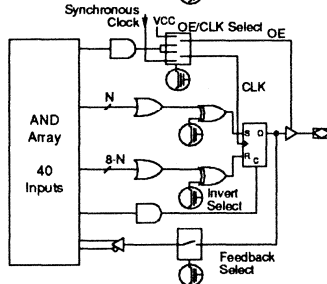 Synchronous
Clock
VCC
OE/CLK Select
OE
CLK
AND
Array
40
Inputs
N
8-N
S
Q
R
C
Invert
Select
Feedback
Select